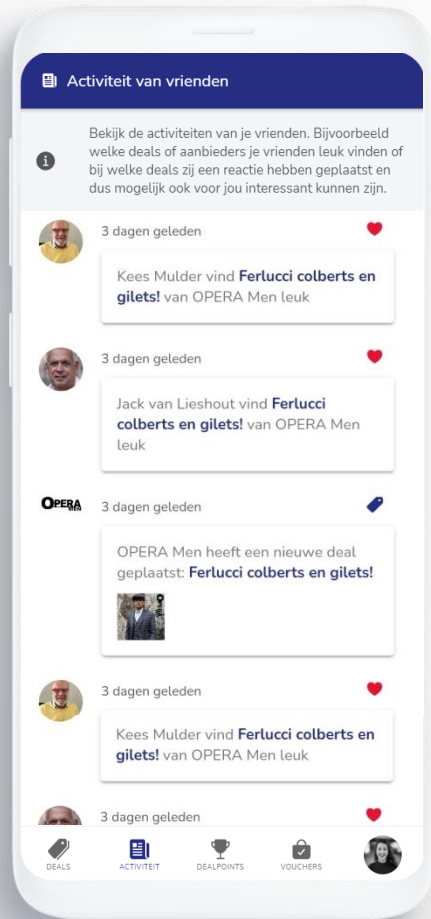 Activiteit van vrienden
Bekijk de activiteiten van je vrienden. Bijvoorbeeld
welke deals of aanbieders je vrienden leuk vinden of
bij welke deals zij een reactie hebben geplaatst en
dus mogelijk ook voor jou interessant kunnen zijn.
3 dagen geleden
Kees Mulder vind Ferlucci colberts en
gilets! van OPERA Men leuk
3 dagen geleden
Jack van Lieshout vind Ferlucci
colberts en gilets! van OPERA Men
leuk
OPERA
MEN
3 dagen geleden
OPERA Men heeft een nieuwe deal
geplaatst: Ferlucci colberts en gilets!
3 dagen geleden
Kees Mulder vind Ferlucci colberts en
gilets! van OPERA Men leuk
3 dagen geleden
DEALS
ACTIVITEIT
DEALPOINTS
VOUCHERS